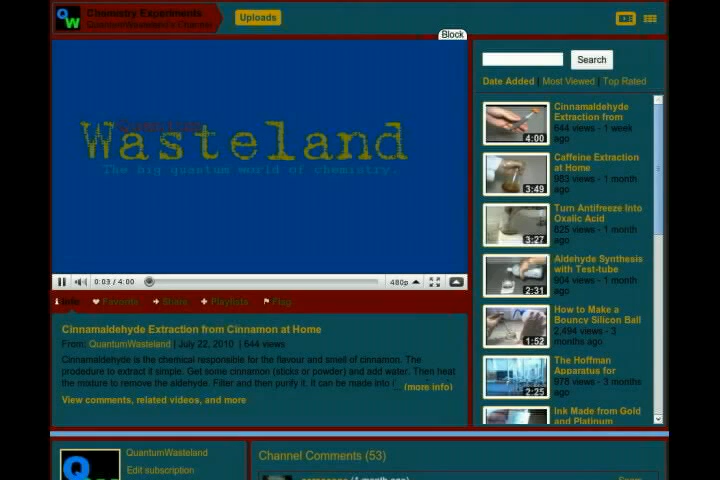 QW
Chemistry Experiments
QuantumWasteland's Channel
Uploads
Block
Quantum
Wasteland
The big quantum world of chemistry.
0:03 / 4:00
480p
Info
Favorite
Share
Playlists
Flag
Cinnamaldehyde Extraction from Cinnamon at Home
From: QuantumWasteland | July 22, 2010 | 644 views
Cinnamaldehyde is the chemical responsible for the flavour and smell of cinnamon. The
prodedure to extract it simple. Get some cinnamon (sticks or powder) and add water. Then heat
the mixture to remove the aldehyde. Filter and then purify it. It can be made into
... (more info)
View comments, related videos, and more
Search
Date Added | Most Viewed | Top Rated
4:00
Cinnamaldehyde
Extraction from
644 views - 1 week
ago
3:49
Caffeine Extraction
at Home
983 views - 1 month
ago
3:27
Turn Antifreeze Into
Oxalic Acid
825 views - 1 month
ago
2:31
Aldehyde Synthesis
with Test-tube
904 views - 1 month
ago
1:52
How to Make a
Bouncy Silicon Ball
2,494 views - 3
months ago
2:25
The Hoffman
Apparatus for
978 views - 3 months
ago
Ink Made from Gold
and Platinum
Q
QuantumWasteland
Edit subscription
Channel Comments (53)